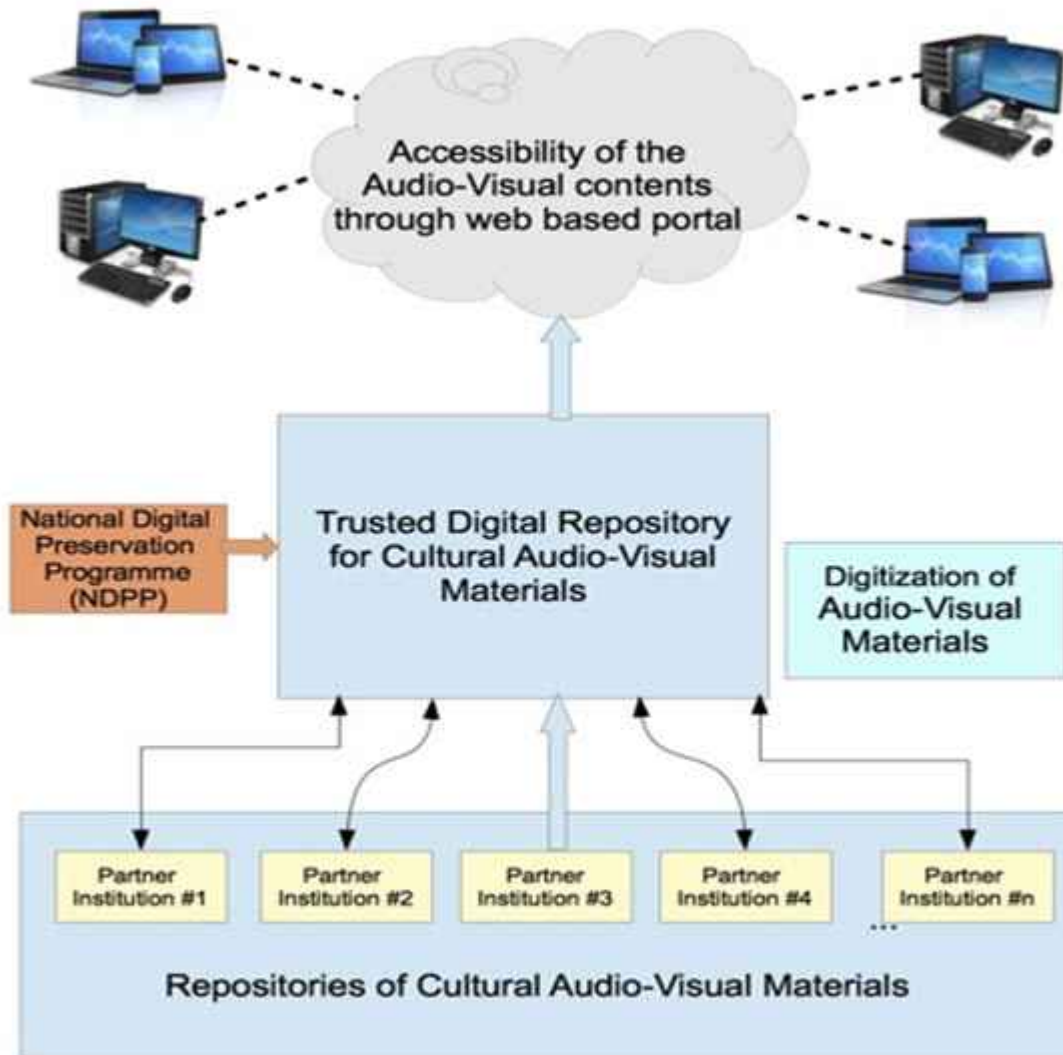 Accessibility of the
Audio-Visual contents
through web based portal
National Digital
Preservation
Programme
(NDPP)
Trusted Digital Repository
for Cultural Audio-Visual
Materials
Digitization of
Audio-Visual
Materials
Partner
Institution #1
Partner
Institution #2
Partner
Institution #3
Partner
Institution #4
...
Partner
Institution #n
Repositories of Cultural Audio-Visual Materials